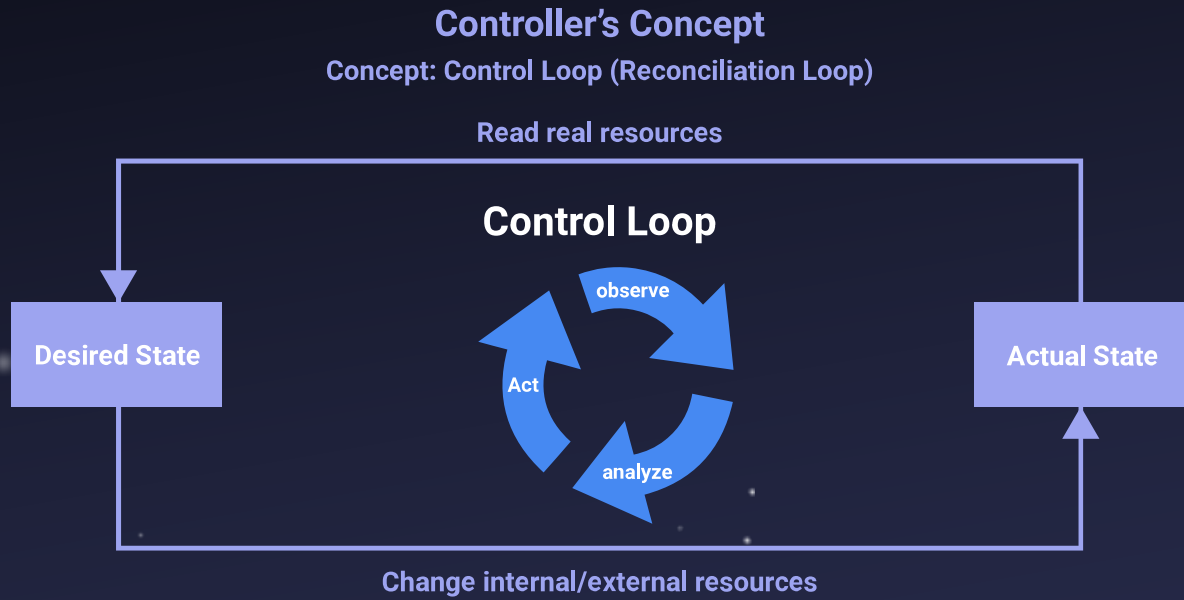 Controller’s Concept
Concept: Control Loop (Reconciliation Loop)
Read real resources
Control Loop
observe
Desired State
Actual State
Act
analyze
Change internal/external resources